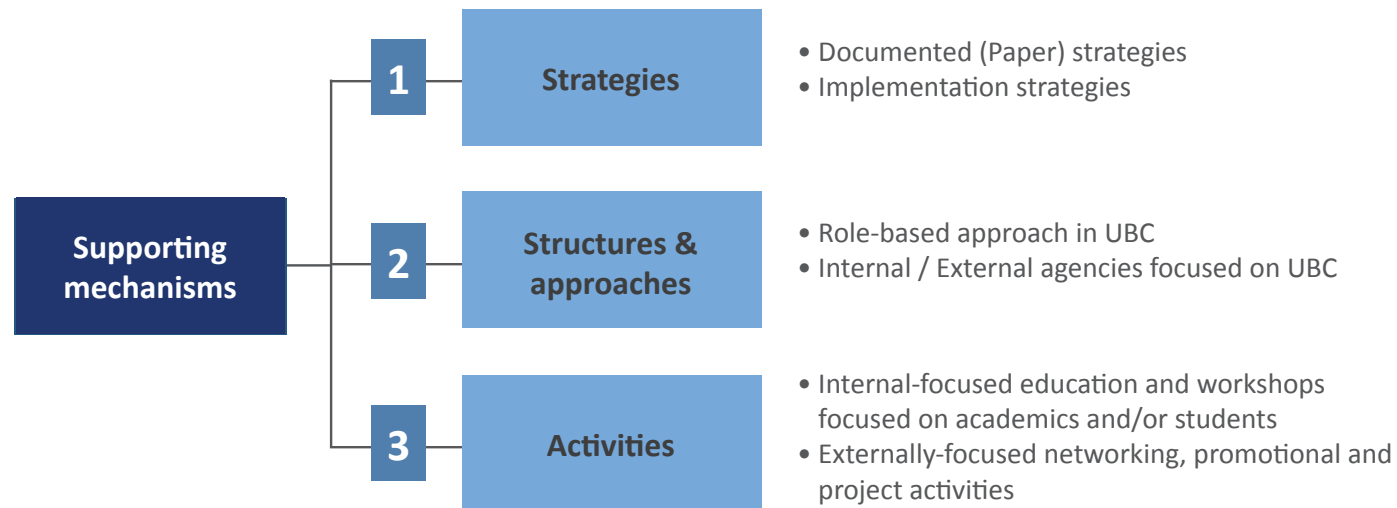 Supporting
mechanisms
1
Strategies
• Documented (Paper) strategies
• Implementation strategies
2
Structures &
approaches
• Role-based approach in UBC
• Internal / External agencies focused on UBC
3
Activities
• Internal-focused education and workshops
focused on academics and/or students
• Externally-focused networking, promotional and
project activities